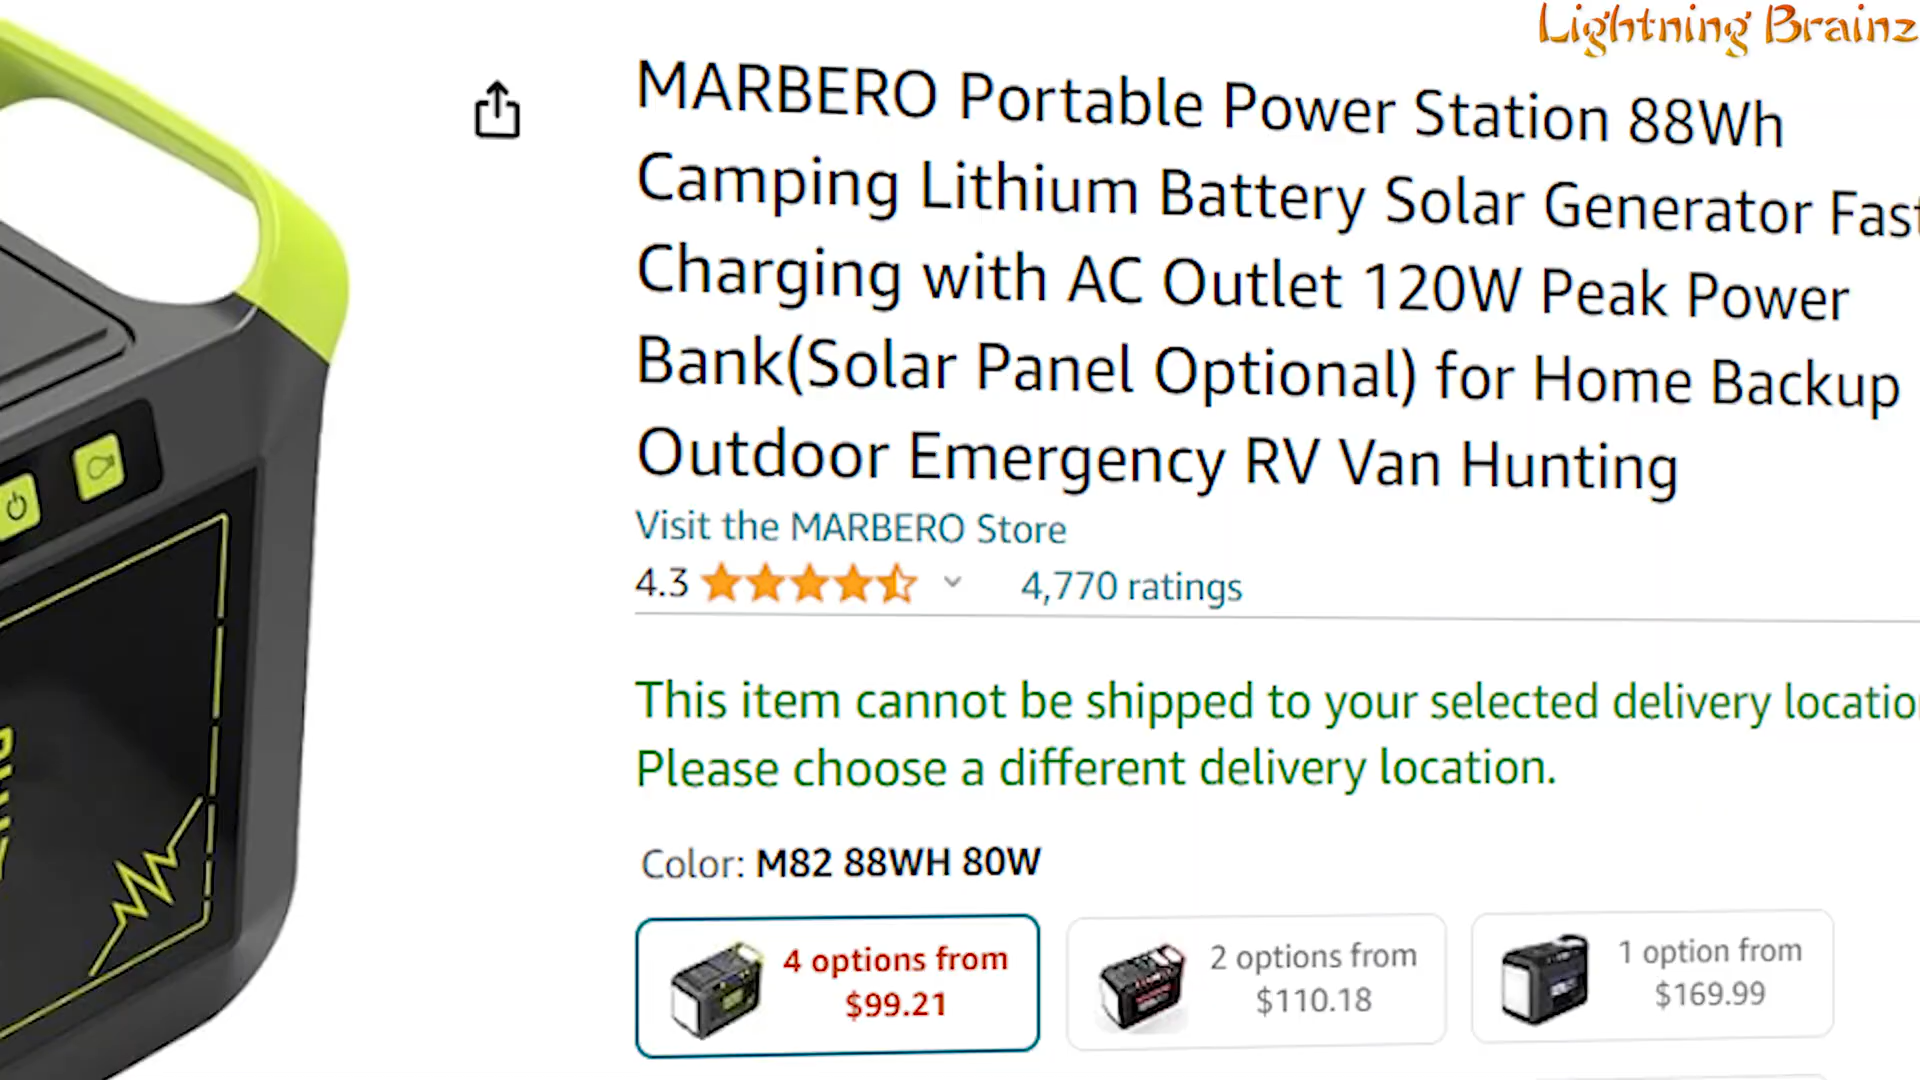 Lightning Brainz
MARBERO Portable Power Station 88Wh
Camping Lithium Battery Solar Generator Fast
Charging with AC Outlet 120W Peak Power
Bank(Solar Panel Optional) for Home Backup
Outdoor Emergency RV Van Hunting
Visit the MARBERO Store
4.3 4,770 ratings
This item cannot be shipped to your selected delivery locatio
Please choose a different delivery location.
Color: M82 88WH 80W
4 options from
$99.21
2 options from
$110.18
1 option from
$169.99